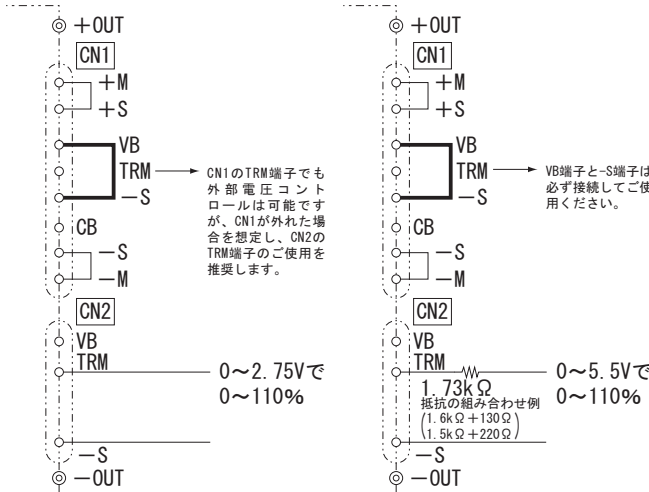 +OUT
CN1
+M
+S
VB
TRM
-S
CB
-S
-M
CN2
VB
TRM
-S
-OUT
CN1のTRM端子でも
外部電圧コント
ロールは可能です
が、CN1が外れた場
合を想定し、CN2の
TRM端子のご使用を
推奨します。
0～2.75Vで
0～110%
+OUT
CN1
+M
+S
VB
TRM
-S
CB
-S
-M
CN2
VB
TRM
-S
-OUT
VB端子と-S端子は
必ず接続してご使
用ください。
1.73kΩ
抵抗の組み合わせ例
(1.6kΩ+130Ω
1.5kΩ+220Ω)
0～5.5Vで
0～110%